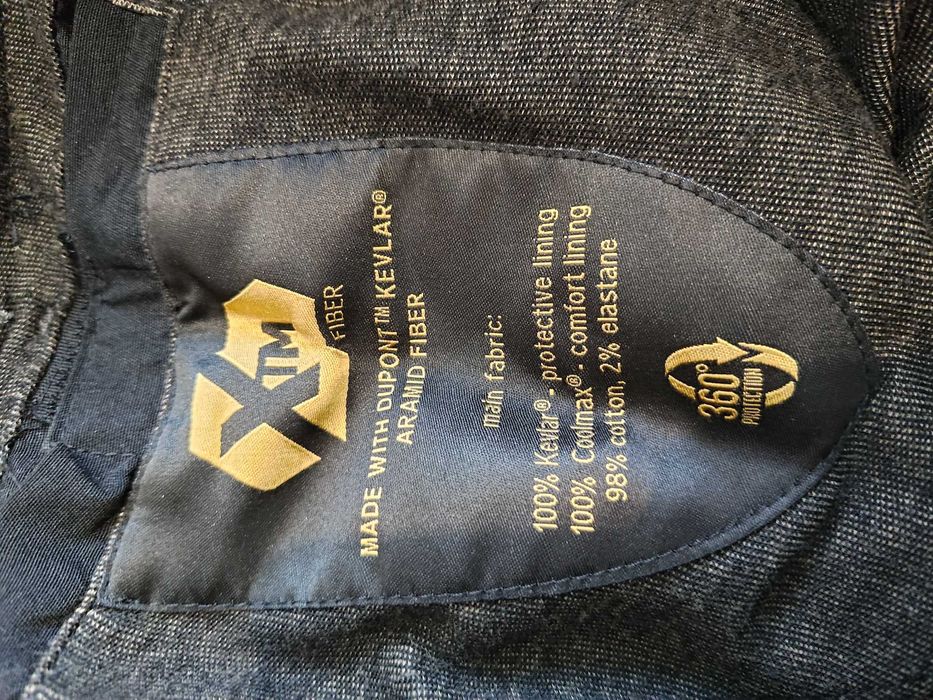 XTM
FIBER
MADE WITH DUPONT™ KEVLAR®
ARAMID FIBER
main fabric:
100% Kevlar® - protective lining
100% Coolmax® - comfort lining
98% cotton, 2% elastane
360°
PROTECTION